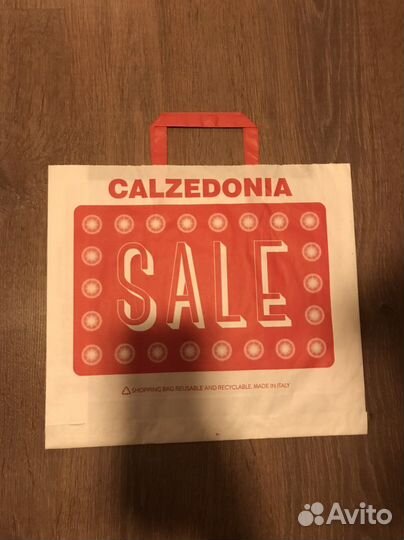 CALZEDONIA
SALE
SHOPPING BAG REUSABLE AND RECYCLABLE. MADE IN ITALY
Avito